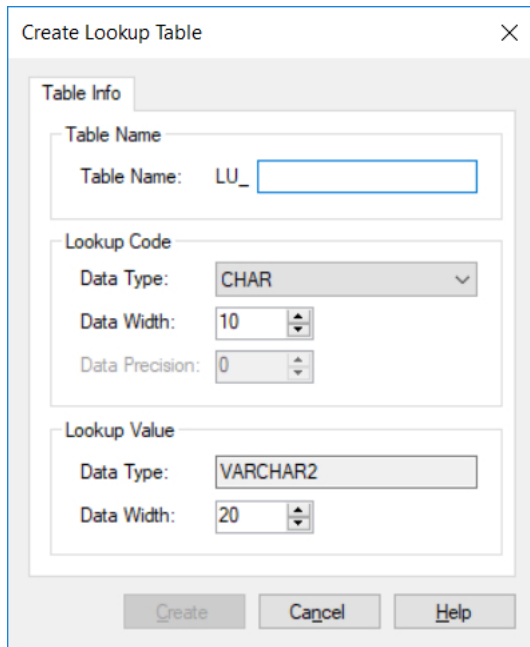 Create Lookup Table
Table Info
Table Name
Table Name: LU_
Lookup Code
Data Type: CHAR
Data Width: 10
Data Precision: 0
Lookup Value
Data Type: VARCHAR2
Data Width: 20
Create Cancel Help